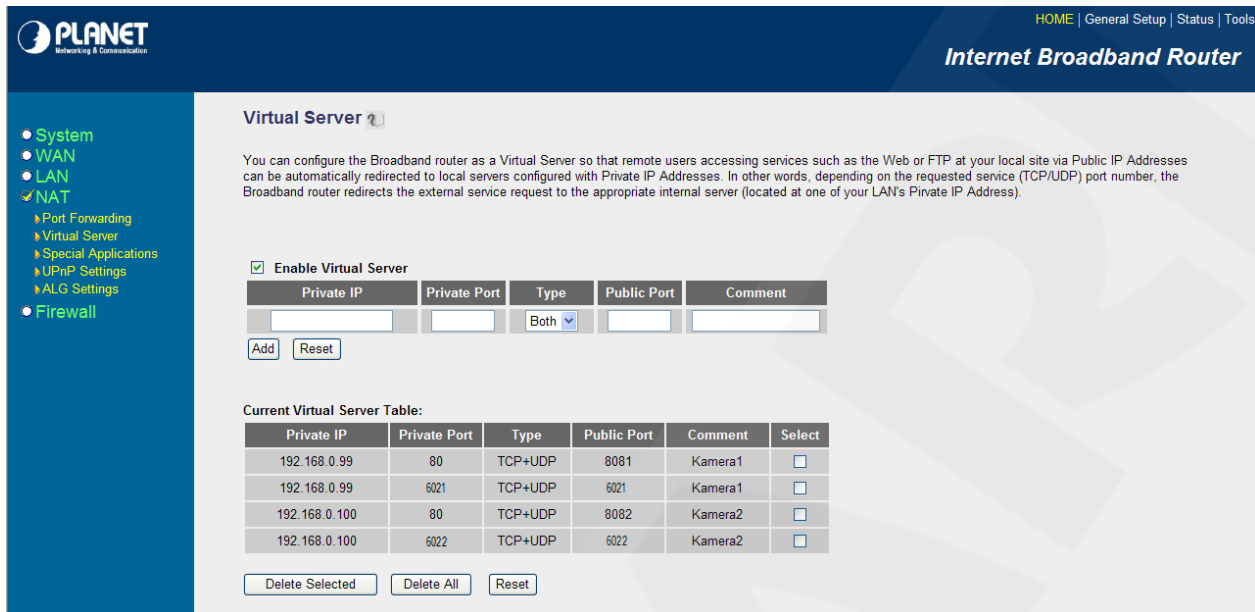 PLANET
Networking & Communication
HOME | General Setup | Status | Tools
Internet Broadband Router
System
WAN
LAN
NAT
Port Forwarding
Virtual Server
Special Applications
UPnP Settings
ALG Settings
Firewall
Virtual Server
You can configure the Broadband router as a Virtual Server so that remote users accessing services such as the Web or FTP at your local site via Public IP Addresses
can be automatically redirected to local servers configured with Private IP Addresses. In other words, depending on the requested service (TCP/UDP) port number, the
Broadband router redirects the external service request to the appropriate internal server (located at one of your LAN's Pirvate IP Address).
Enable Virtual Server
Private IP Private Port Type Public Port Comment
Both
Add Reset
Current Virtual Server Table:
Private IP Private Port Type Public Port Comment Select
192.168.0.99 80 TCP+UDP 8081 Kamera1
192.168.0.99 6021 TCP+UDP 6021 Kamera1
192.168.0.100 80 TCP+UDP 8082 Kamera2
192.168.0.100 6022 TCP+UDP 6022 Kamera2
Delete Selected Delete All Reset